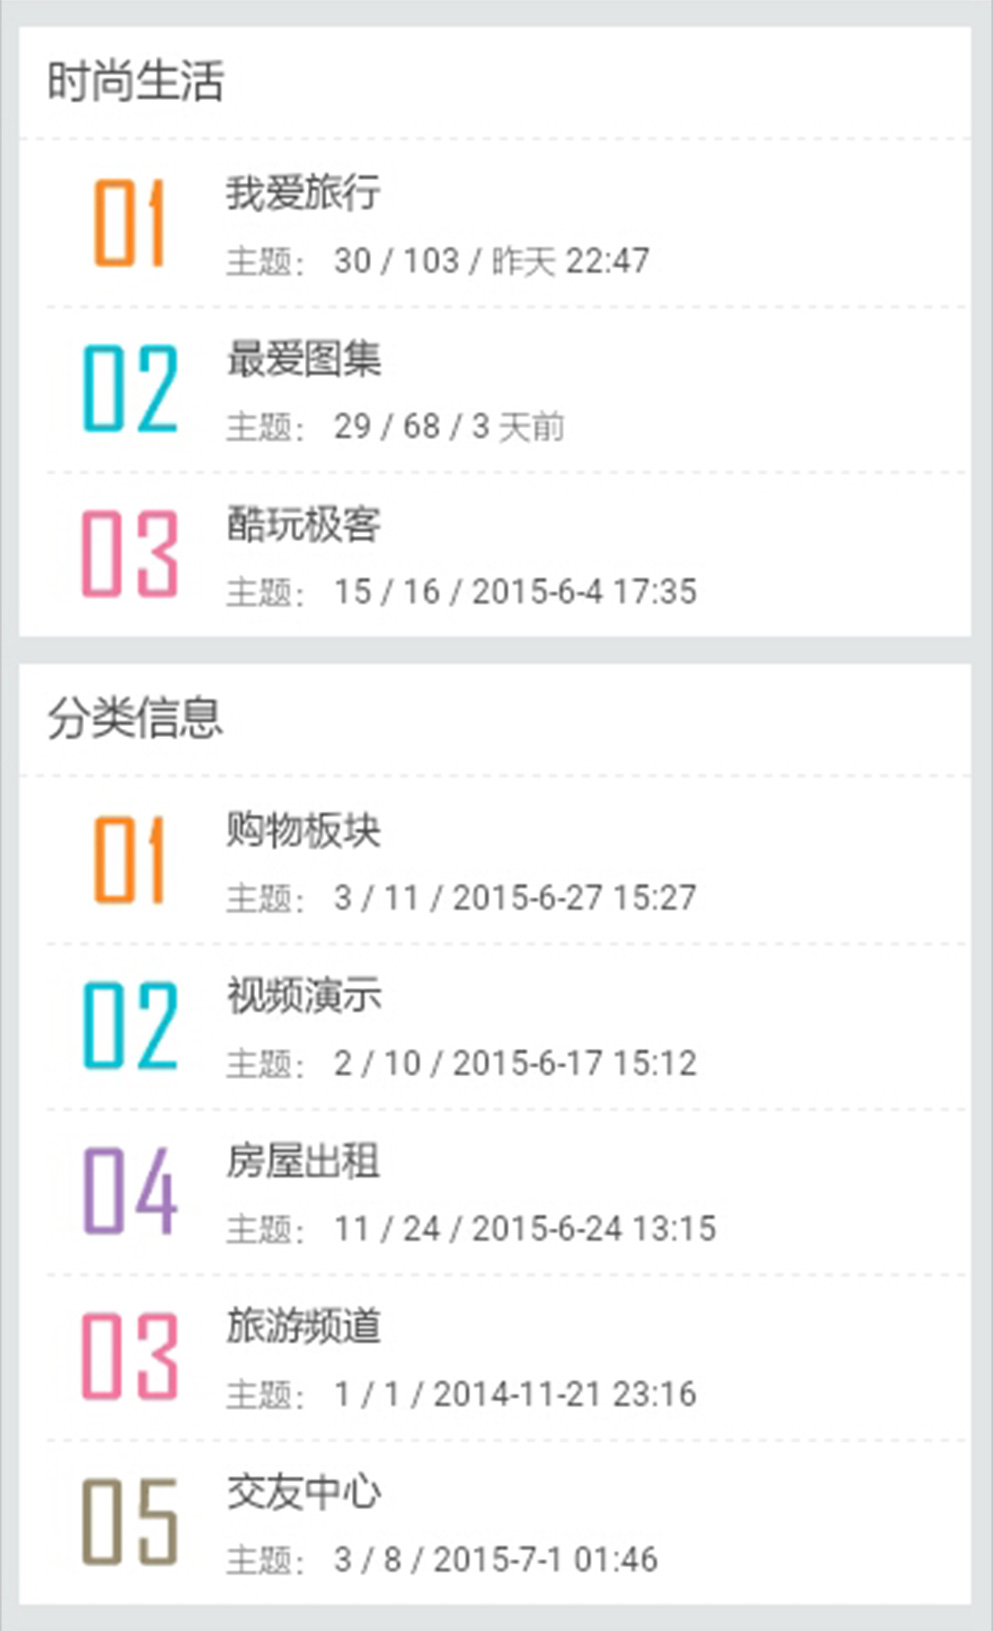 时尚生活
01 我爱旅行
主题： 30 / 103 / 昨天 22:47
02 最爱图集
主题： 29 / 68 / 3 天前
03 酷玩极客
主题： 15 / 16 / 2015-6-4 17:35
分类信息
01 购物板块
主题： 3 / 11 / 2015-6-27 15:27
02 视频演示
主题： 2 / 10 / 2015-6-17 15:12
04 房屋出租
主题： 11 / 24 / 2015-6-24 13:15
03 旅游频道
主题： 1 / 1 / 2014-11-21 23:16
05 交友中心
主题： 3 / 8 / 2015-7-1 01:46